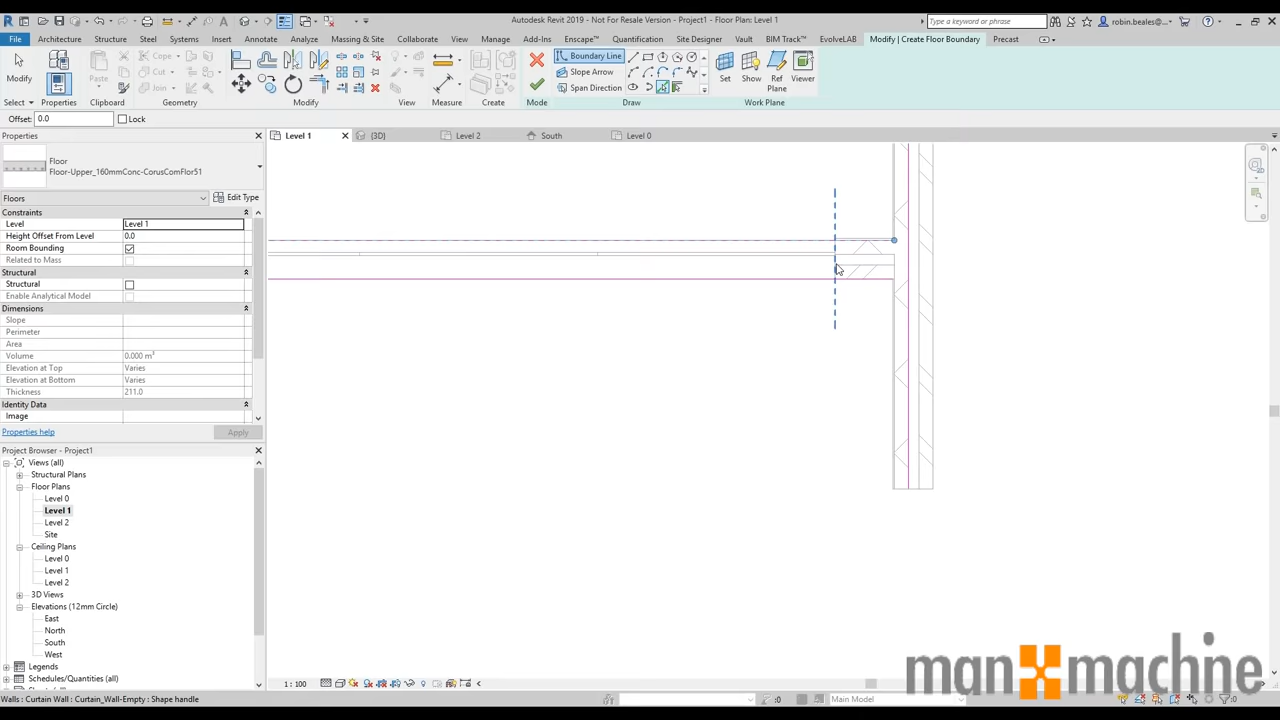 Autodesk Revit 2019 - Not For Resale Version - Project1 - Floor Plan: Level 1
Type a keyword or phrase
robin.beales@...
File Architecture Structure Steel Systems Insert Annotate Analyze Massing & Site Collaborate View Manage Add-Ins Enscape™ Quantification Site Designer Vault BIM Track™ EvolveLAB Modify | Create Floor Boundary Precast
Modify
Select
Properties
Paste
Clipboard
Cope
Cut
Join
Geometry
Modify
View
Measure
Create
Mode
Boundary Line
Slope Arrow
Span Direction
Draw
Set Show Ref Plane Viewer
Work Plane
Offset: 0.0 Lock
Properties
Level 1 {3D} Level 2 South Level 0
Floor
Floor-Upper_160mmConc-CorusComFlor51
Floors Edit Type
Constraints
Level Level 1
Height Offset From Level 0.0
Room Bounding
Related to Mass
Structural
Structural
Enable Analytical Model
Dimensions
Slope
Perimeter
Area
Volume 0.000 m³
Elevation at Top Varies
Elevation at Bottom Varies
Thickness 211.0
Identity Data
Image
Properties help Apply
Project Browser - Project1
Views (all)
Structural Plans
Floor Plans
Level 0
Level 1
Level 2
Site
Ceiling Plans
Level 0
Level 1
Level 2
3D Views
Elevations (12mm Circle)
East
North
South
West
Legends
Schedules/Quantities (all)
1 : 100
Walls : Curtain Wall : Curtain_Wall-Empty : Shape handle
:0
Main Model
:0
man machine